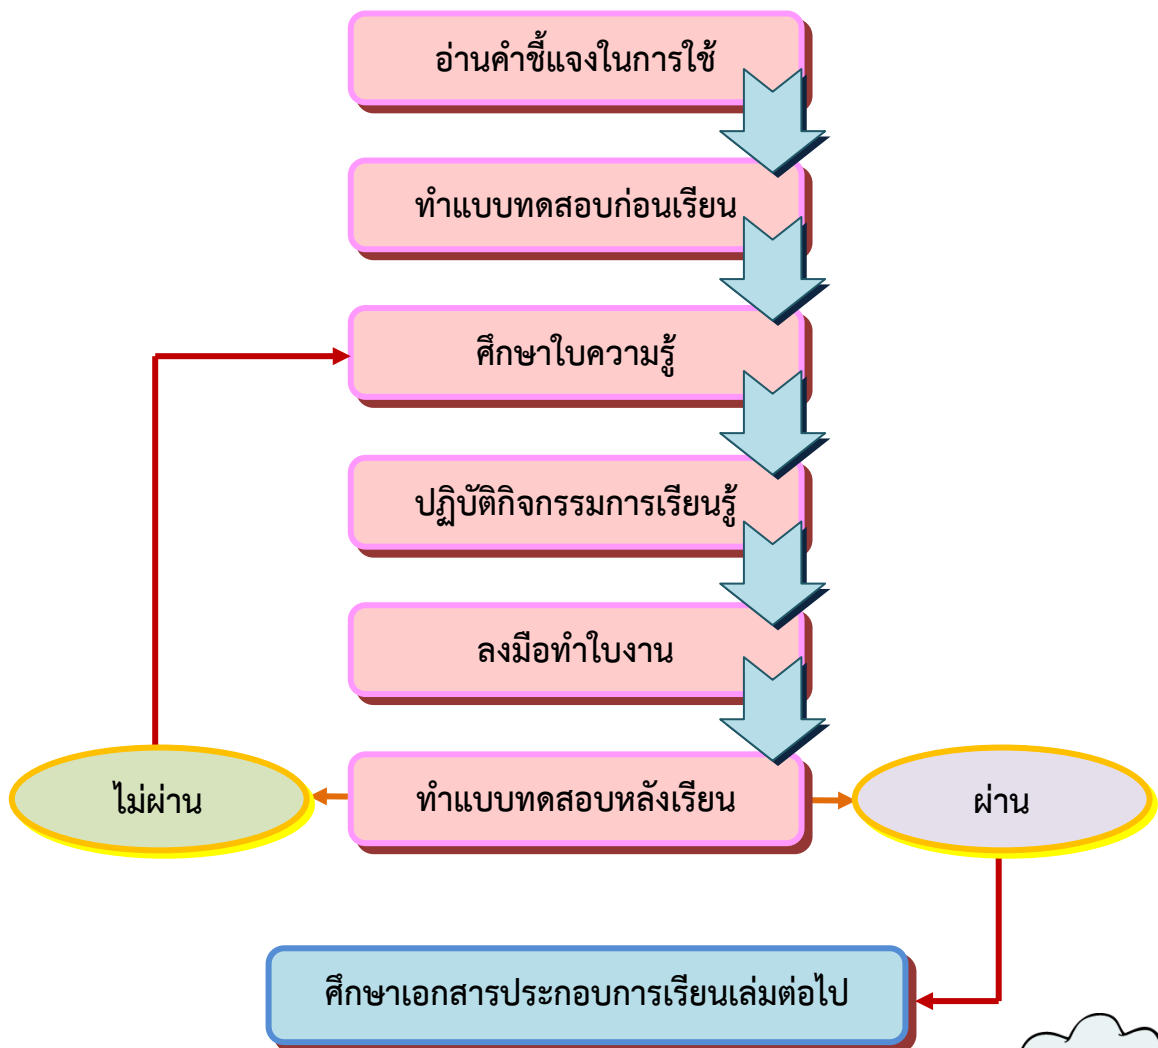 อ่านคำชี้แจงในการใช้
ทำแบบทดสอบก่อนเรียน
ศึกษาใบความรู้
ปฏิบัติกิจกรรมการเรียนรู้
ลงมือทำใบงาน
ไม่ผ่าน
ทำแบบทดสอบหลังเรียน
ผ่าน
ศึกษาเอกสารประกอบการเรียนเล่มต่อไป